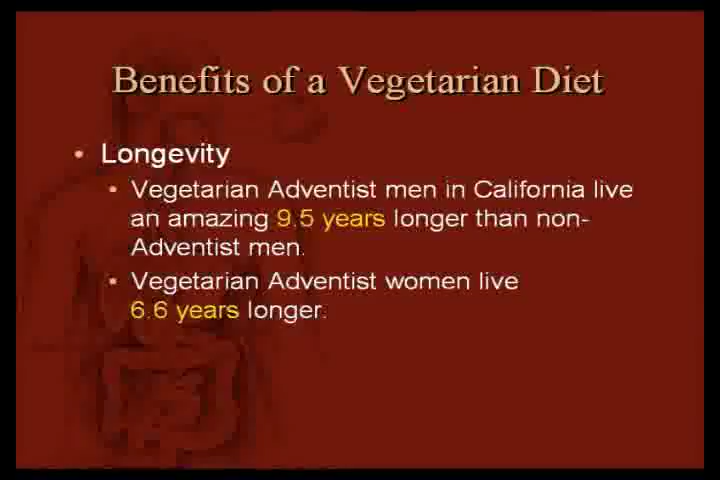 Benefits of a Vegetarian Diet
• Longevity
• Vegetarian Adventist men in California live
an amazing 9.5 years longer than non-
Adventist men.
• Vegetarian Adventist women live
6.6 years longer.